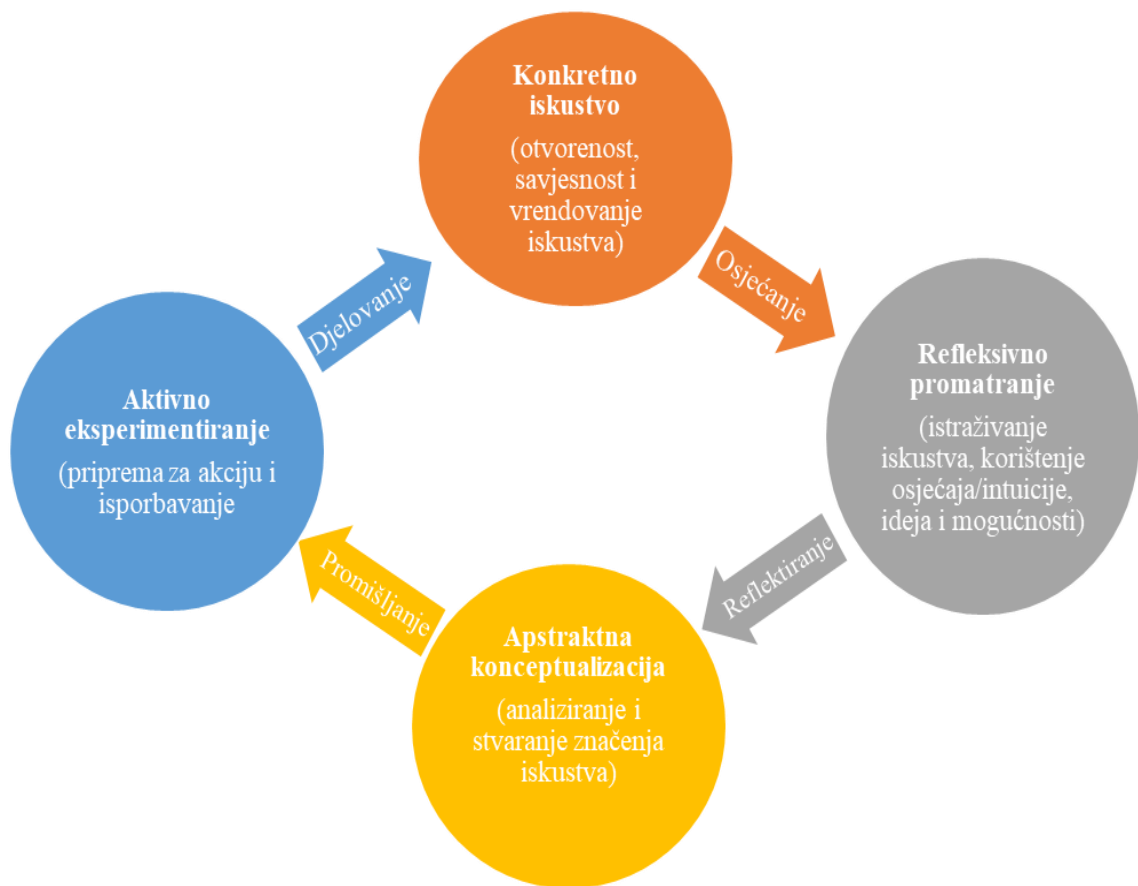 Konkretno
iskustvo
(otvorenost,
savjesnost i
vrendovanje
iskustva)
Osjećanje
Refleksivno
promatranje
(istraživanje
iskustva, korištenje
osjećaja/intuicije,
ideja i mogućnosti)
Reflektiranje
Apstraktna
konceptualizacija
(analiziranje i
stvaranje značenja
iskustva)
Promišljanje
Aktivno
eksperimentiranje
(priprema za akciju i
isporbavanje
Djelovanje